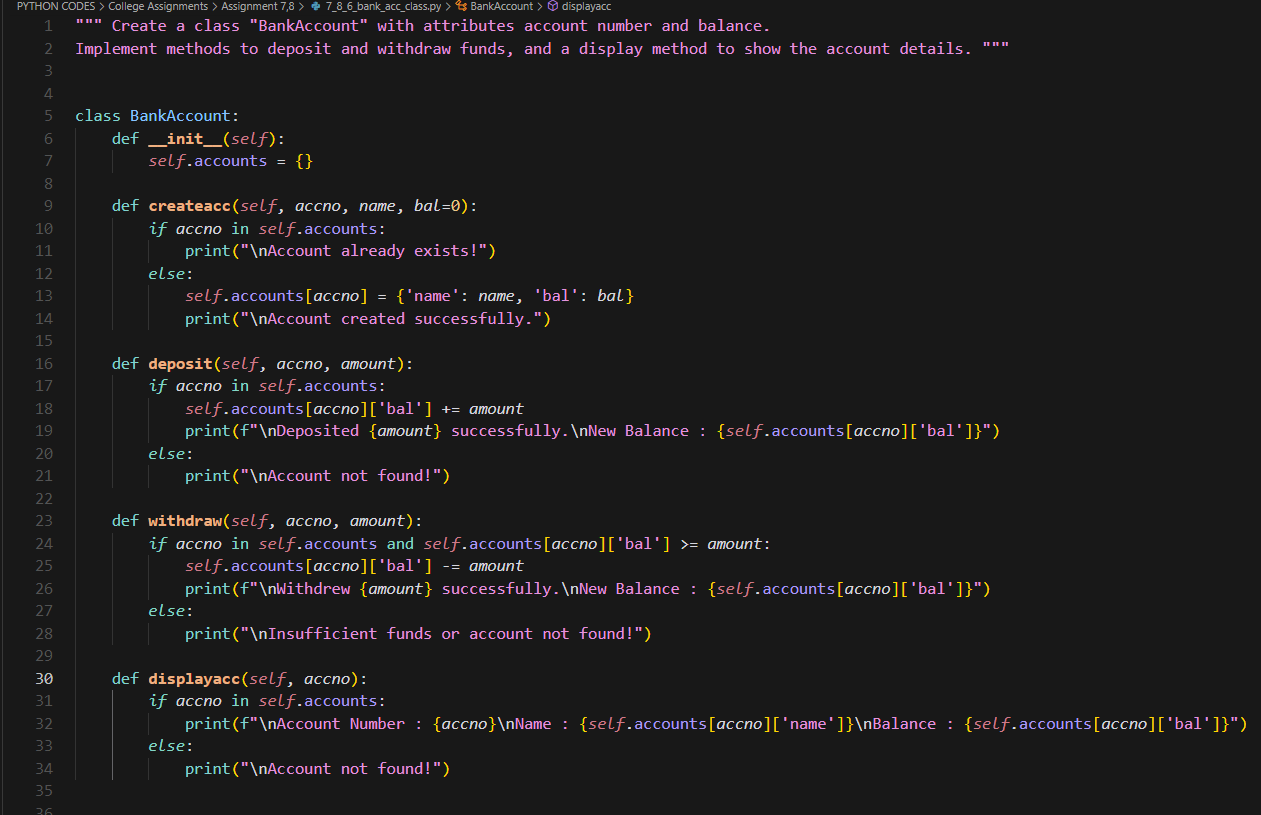 PYTHON CODES > College Assignments > Assignment 7,8 > 7_8_6_bank_acc_class.py > BankAccount > displayacc
1 """ Create a class "BankAccount" with attributes account number and balance.
2 Implement methods to deposit and withdraw funds, and a display method to show the account details. """
3
4
5 class BankAccount:
6     def __init__(self):
7         self.accounts = {}
8
9     def createacc(self, accno, name, bal=0):
10         if accno in self.accounts:
11             print("\nAccount already exists!")
12         else:
13             self.accounts[accno] = {'name': name, 'bal': bal}
14             print("\nAccount created successfully.")
15
16     def deposit(self, accno, amount):
17         if accno in self.accounts:
18             self.accounts[accno]['bal'] += amount
19             print(f"\nDeposited {amount} successfully.\nNew Balance : {self.accounts[accno]['bal']}")
20         else:
21             print("\nAccount not found!")
22
23     def withdraw(self, accno, amount):
24         if accno in self.accounts and self.accounts[accno]['bal'] >= amount:
25             self.accounts[accno]['bal'] -= amount
26             print(f"\nWithdrew {amount} successfully.\nNew Balance : {self.accounts[accno]['bal']}")
27         else:
28             print("\nInsufficient funds or account not found!")
29
30     def displayacc(self, accno):
31         if accno in self.accounts:
32             print(f"\nAccount Number : {accno}\nName : {self.accounts[accno]['name']}\nBalance : {self.accounts[accno]['bal']}")
33         else:
34             print("\nAccount not found!")
35
36